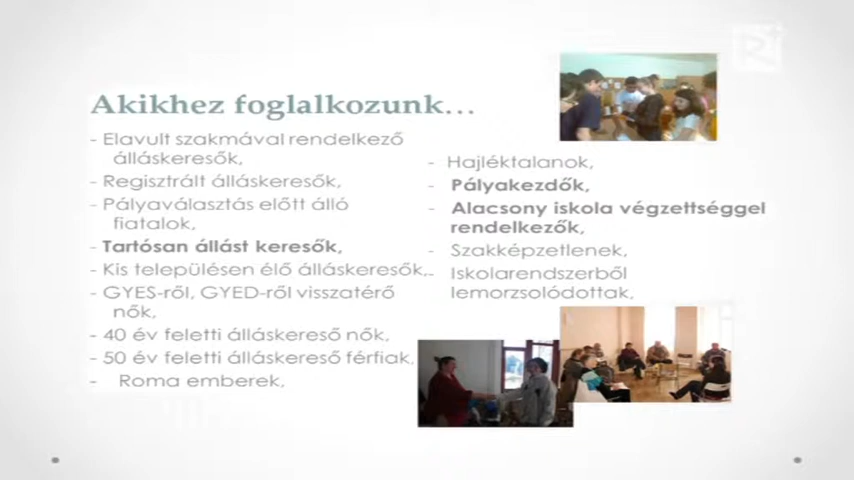 Akikhez foglalkozunk...
- Elavult szakmával rendelkező
álláskeresők,
- Regisztrált álláskeresők,
- Pályaválasztás előtt álló
fiatalok,
- Tartósan állást keresők,
- Kis településen élő álláskeresők,
- GYES-ről, GYED-ről visszatérő
nők,
- 40 év feletti álláskereső nők,
- 50 év feletti álláskereső férfiak,
- Roma emberek,
- Hajléktalanok,
- Pályakezdők,
- Alacsony iskola végzettséggel
rendelkezők,
- Szakképzetlenek,
- Iskolarendszerből
lemorzsolódottak,
R+